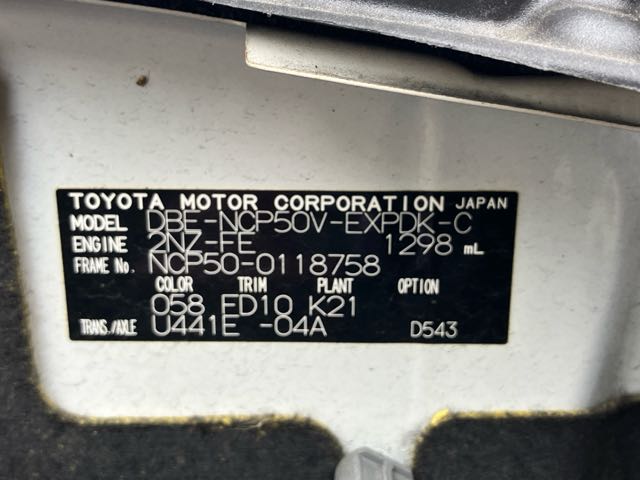 TOYOTA MOTOR CORPORATION JAPAN
MODEL DBE-NCP50V-EXPDK-C
ENGINE 2NZ-FE 1298 mL
FRAME No. NCP50-0118758
COLOR TRIM PLANT OPTION
058 ED10 K21
TRANS./AXLE U441E -04A D543